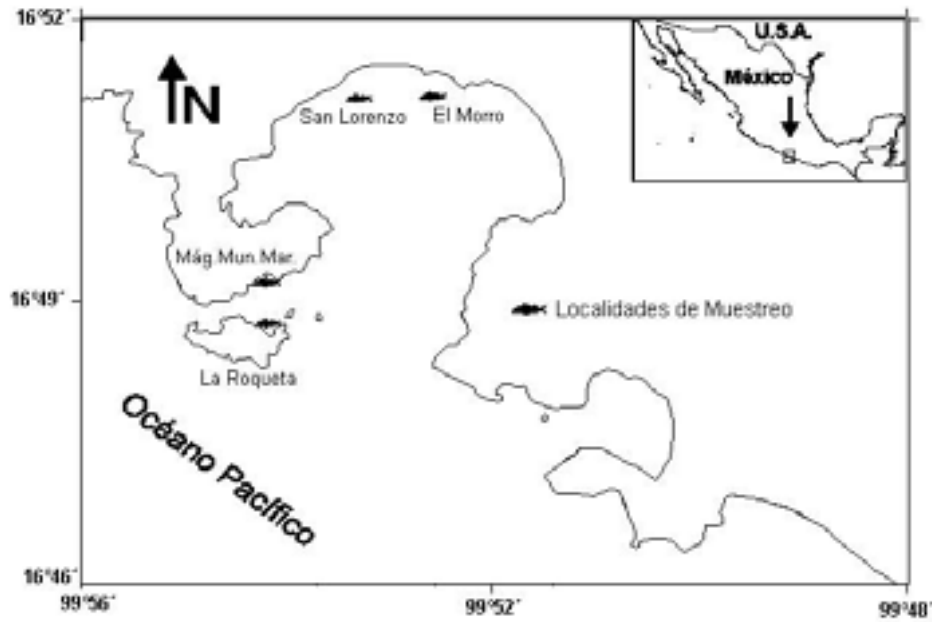 16°52´
U.S.A.
México
N
San Lorenzo
El Morro
Mág.Mun.Mar.
16°49´
Localidades de Muestreo
La Roqueta
Océano Pacífico
16°46´
99°56´
99°52´
99°48´